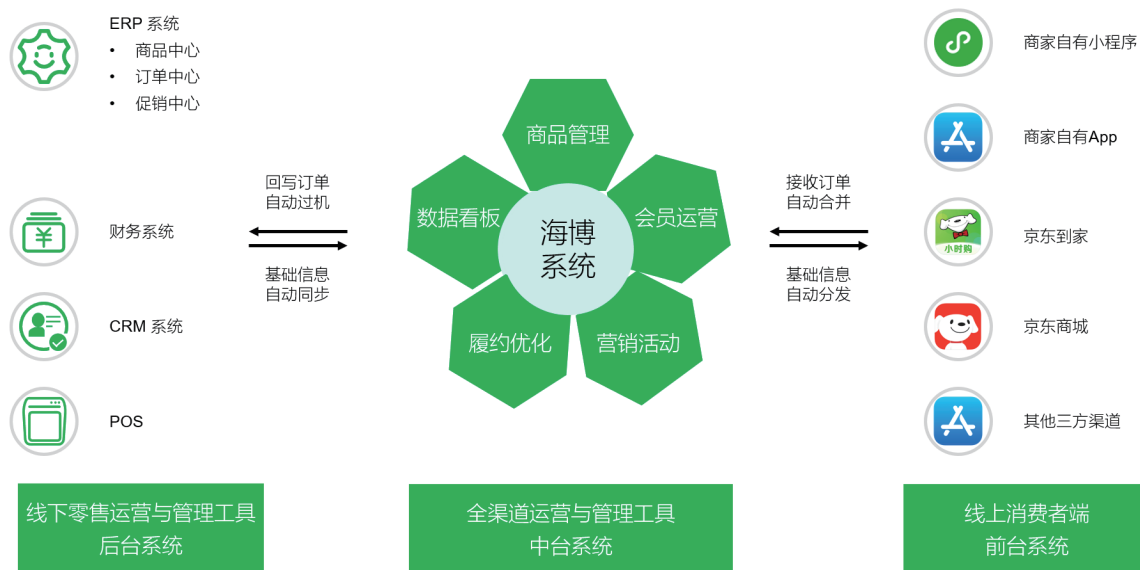 ERP 系统
• 商品中心
• 订单中心
• 促销中心
财务系统
CRM 系统
POS
线下零售运营与管理工具
后台系统
回写订单
自动过机
基础信息
自动同步
商品管理
数据看板
会员运营
海博
系统
履约优化
营销活动
全渠道运营与管理工具
中台系统
接收订单
自动合并
基础信息
自动分发
商家自有小程序
商家自有App
小时购
京东到家
京东商城
其他三方渠道
线上消费者端
前台系统